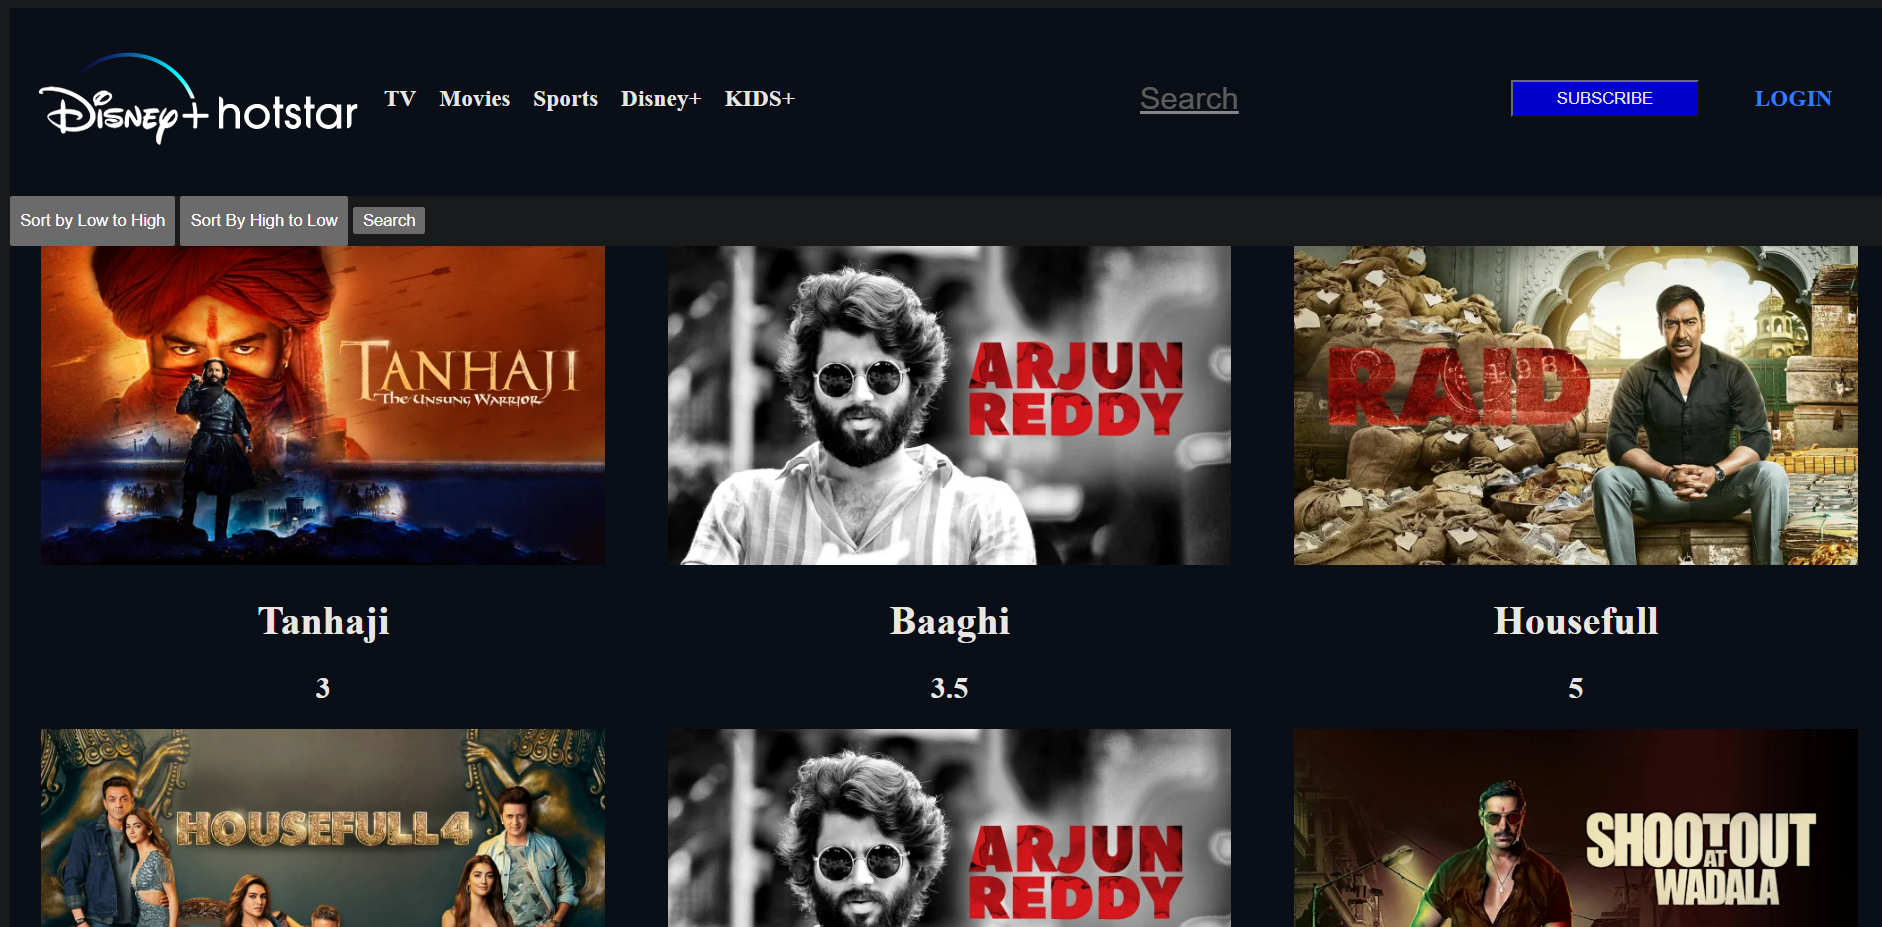 Disney+ hotstar TV Movies Sports Disney+ KIDS+ Search SUBSCRIBE LOGIN
Sort by Low to High Sort By High to Low Search
TANHAJI
THE UNSUNG WARRIOR
ARJUN
REDDY
RAID
Tanhaji Baaghi Housefull
3 3.5 5
HOUSEFULL4
ARJUN
REDDY
SHOOTOUT
AT
WADALA